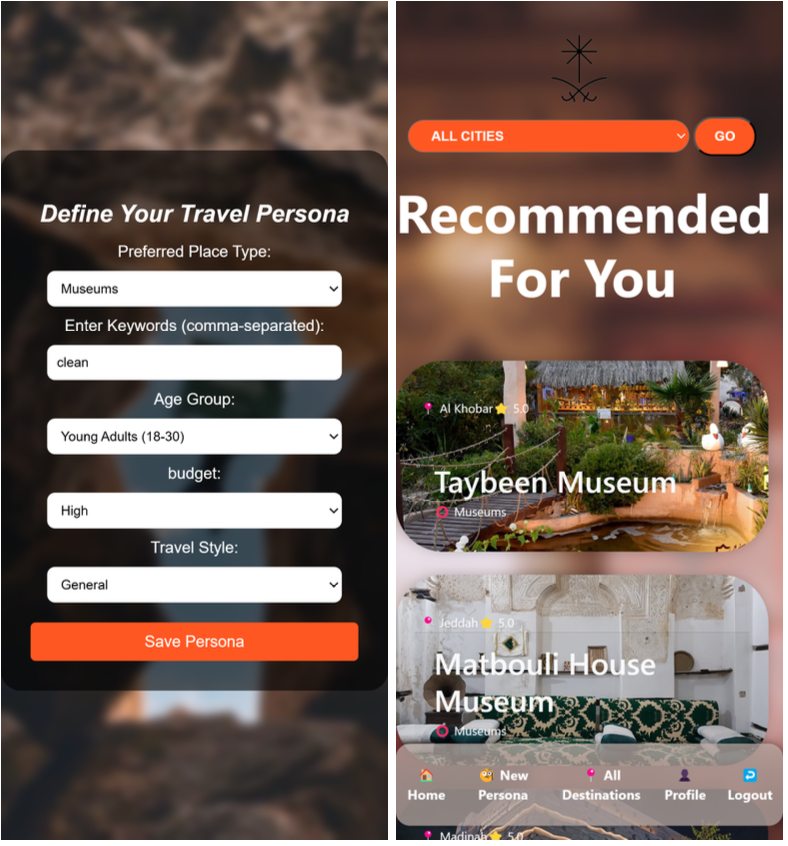 Define Your Travel Persona
Preferred Place Type:
Museums
Enter Keywords (comma-separated):
clean
Age Group:
Young Adults (18-30)
budget:
High
Travel Style:
General
Save Persona
ALL CITIES
GO
Recommended
For You
Al Khobar 5.0
Taybeen Museum
Museums
Jeddah 5.0
Matbouli House
Museum
Museums
Home
New
Persona
All
Destinations
Profile
Logout
Madinah 5.0